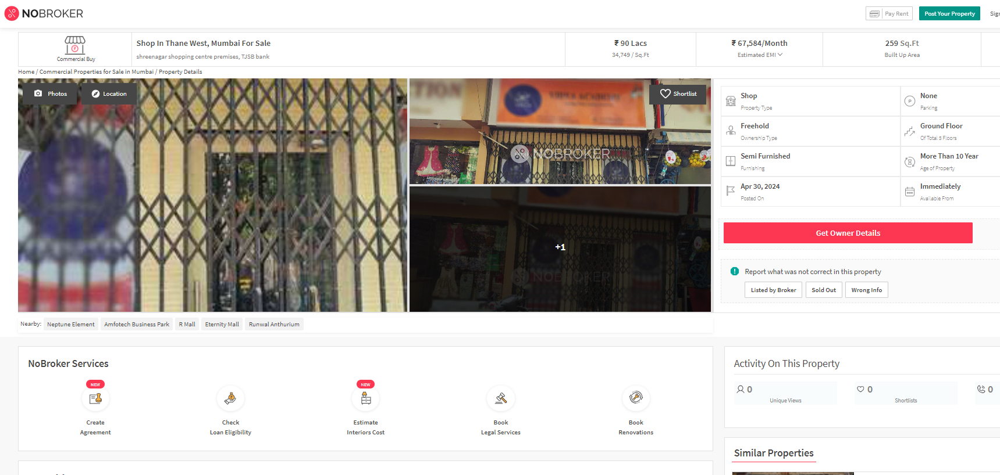 NOBROKER
Pay Rent
Post Your Property
Sign
Commercial Buy
Shop In Thane West, Mumbai For Sale
shreenagar shopping centre premises, TJSB bank
₹ 90 Lacs
34,749 / Sq.Ft
₹ 67,584/Month
Estimated EMI
259 Sq.Ft
Built Up Area
Home / Commercial Properties for Sale in Mumbai / Property Details
Photos
Location
Shortlist
NOBROKER
+1
NOBROKER
Shop
Property Type
None
Parking
Freehold
Ownership Type
Ground Floor
Of Total 3 Floors
Semi Furnished
Furnishing
More Than 10 Year
Age of Property
Apr 30, 2024
Posted On
Immediately
Available From
Get Owner Details
Report what was not correct in this property
Listed by Broker
Sold Out
Wrong Info
Nearby: Neptune Element Amfotech Business Park R Mall Eternity Mall Runwal Anthurium
NoBroker Services
NEW
Create
Agreement
Check
Loan Eligibility
NEW
Estimate
Interiors Cost
Book
Legal Services
Book
Renovations
Activity On This Property
0
Unique Views
0
Shortlists
0
Similar Properties